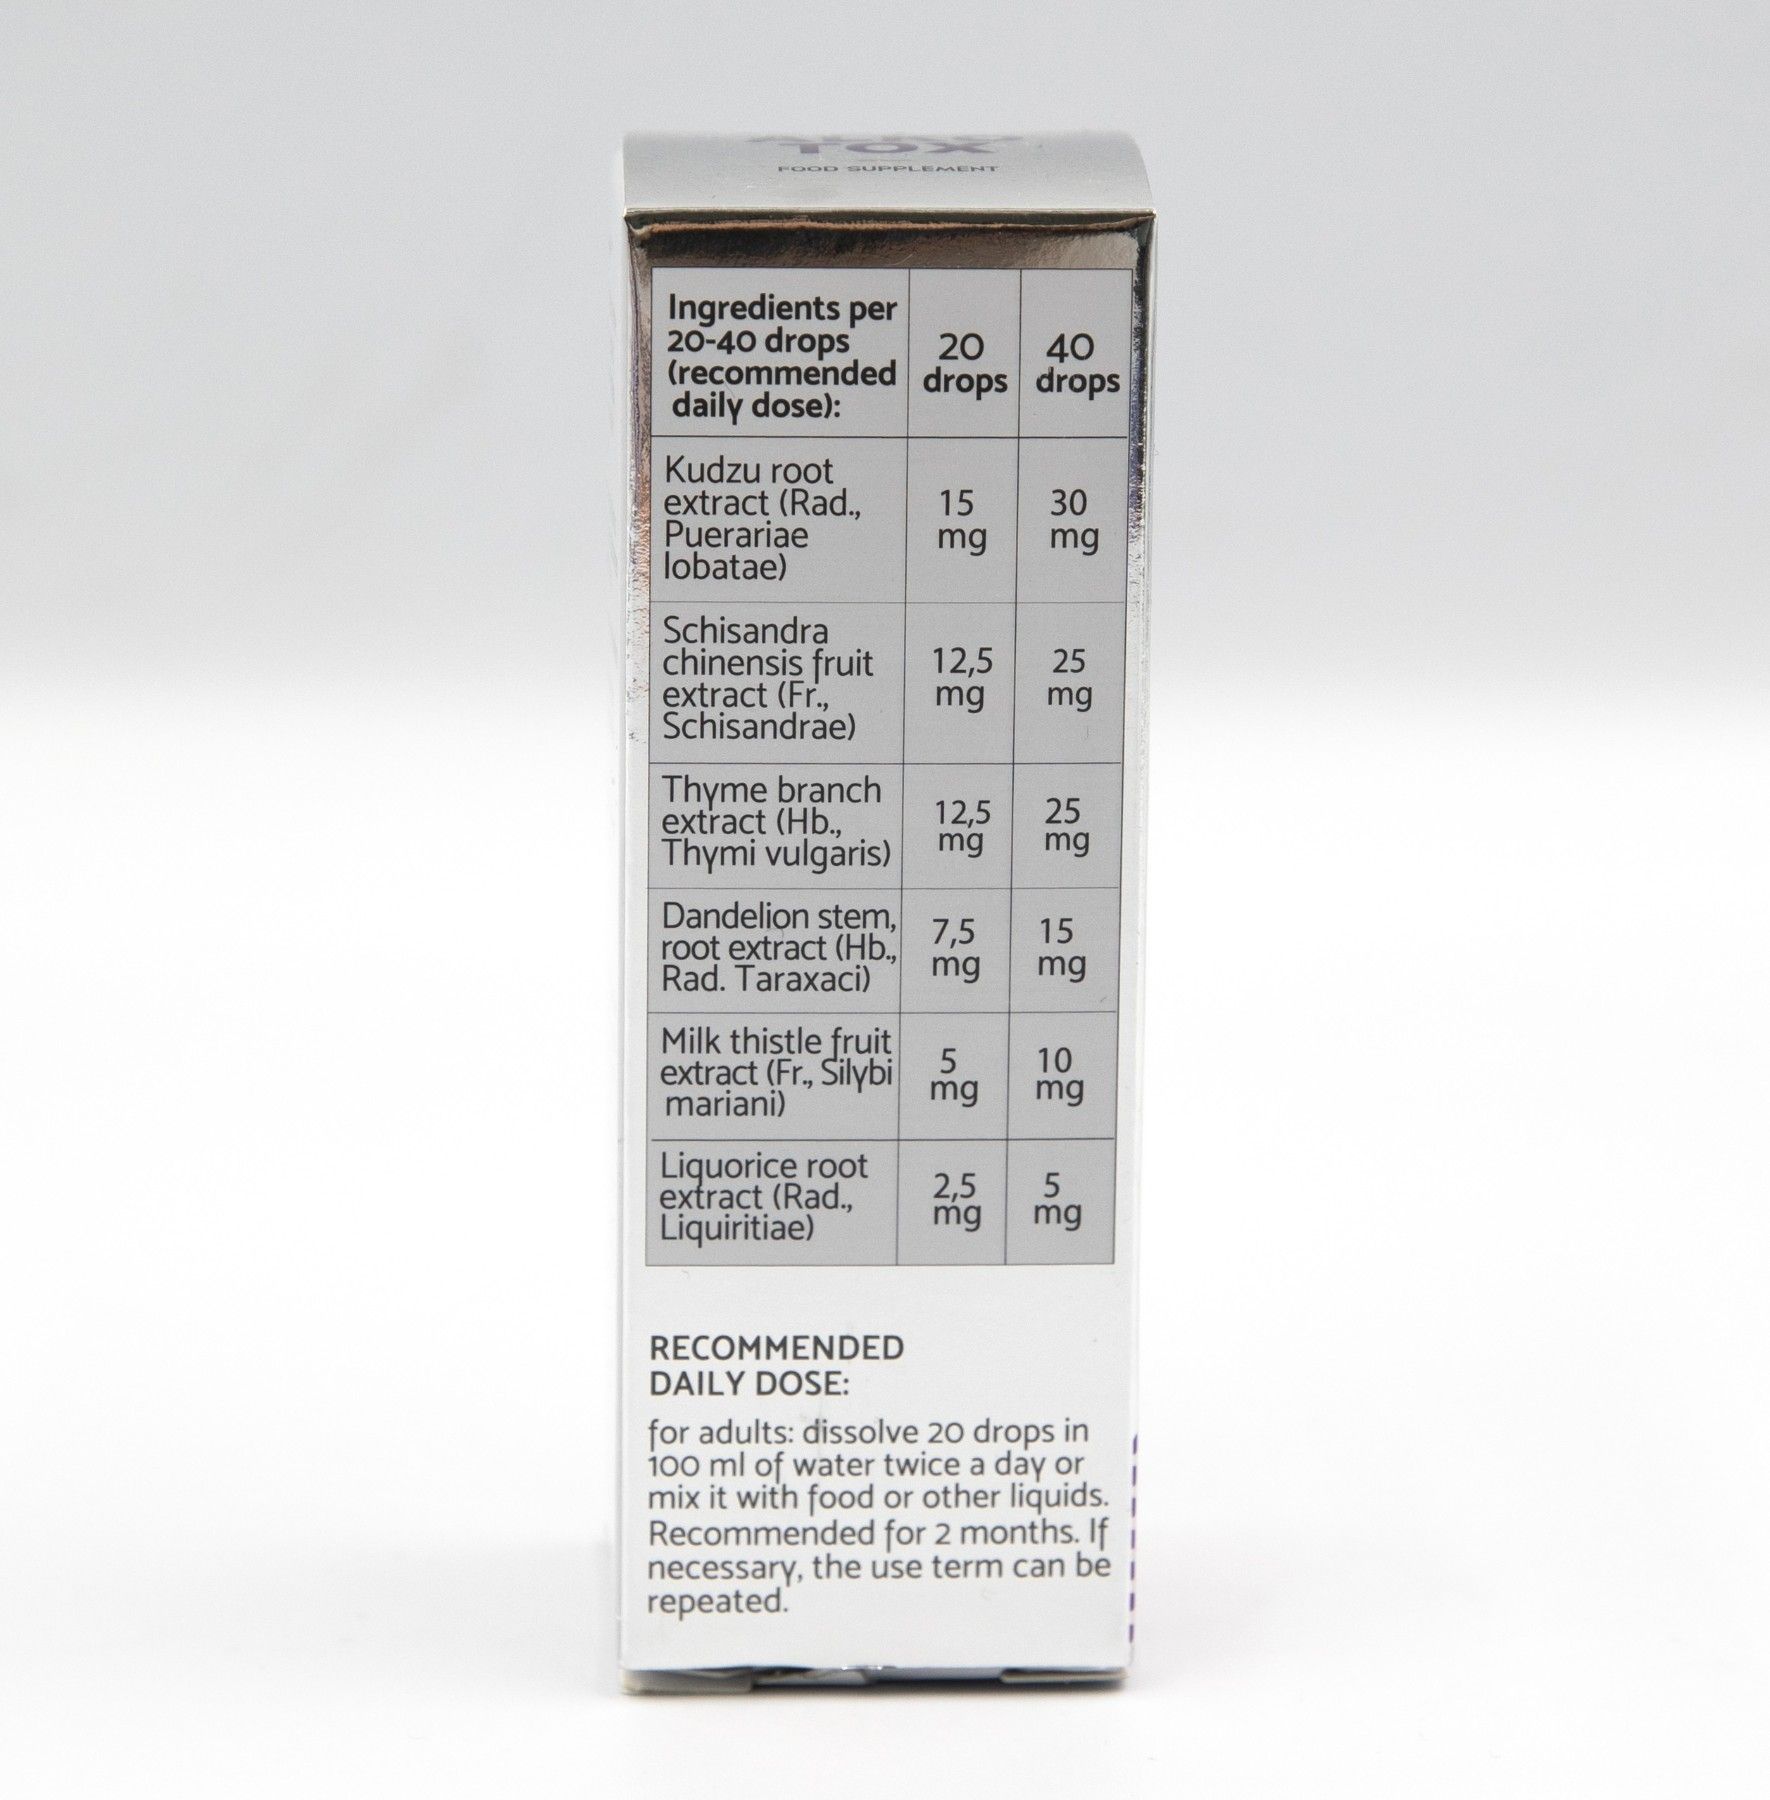 TOX
FOOD SUPPLEMENT
Ingredients per
20-40 drops
(recommended
daily dose):
20
drops
40
drops
Kudzu root
extract (Rad.,
Puerariae
lobatae)
15
mg
30
mg
Schisandra
chinensis fruit
extract (Fr.,
Schisandrae)
12,5
mg
25
mg
Thyme branch
extract (Hb.,
Thymi vulgaris)
12,5
mg
25
mg
Dandelion stem,
root extract (Hb.,
Rad. Taraxaci)
7,5
mg
15
mg
Milk thistle fruit
extract (Fr., Silybi
mariani)
5
mg
10
mg
Liquorice root
extract (Rad.,
Liquiritiae)
2,5
mg
5
mg
RECOMMENDED
DAILY DOSE:
for adults: dissolve 20 drops in
100 ml of water twice a day or
mix it with food or other liquids.
Recommended for 2 months. If
necessary, the use term can be
repeated.